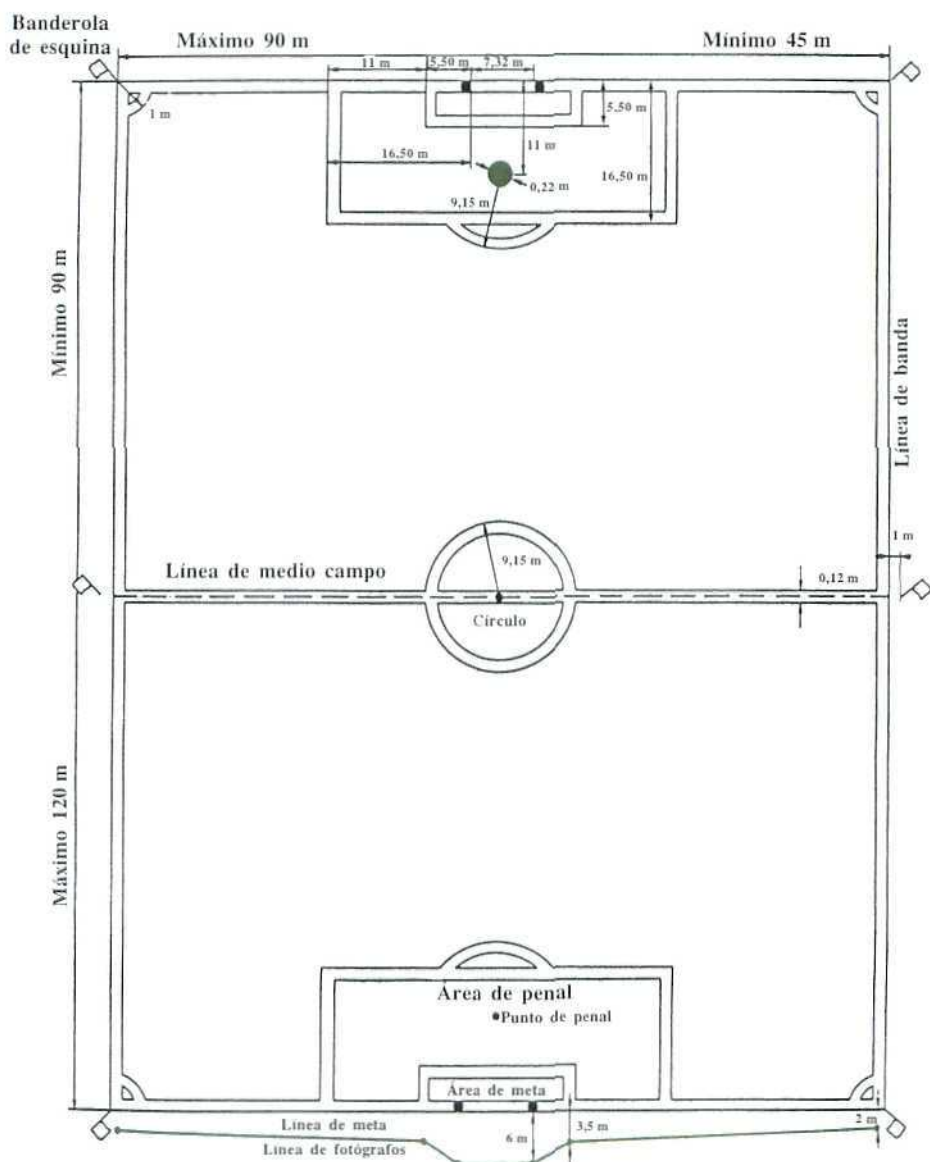 Banderola
de esquina
Máximo 90 m
Mínimo 45 m
11 m
5,50 m
7,32 m
1 m
5,50 m
11 m
16,50 m
16,50 m
0,22 m
9,15 m
Mínimo 90 m
Línea de banda
1 m
9,15 m
Línea de medio campo
0,12 m
Círculo
Máximo 120 m
Área de penal
Punto de penal
Área de meta
Línea de meta
3,5 m
2 m
6 m
Línea de fotógrafos